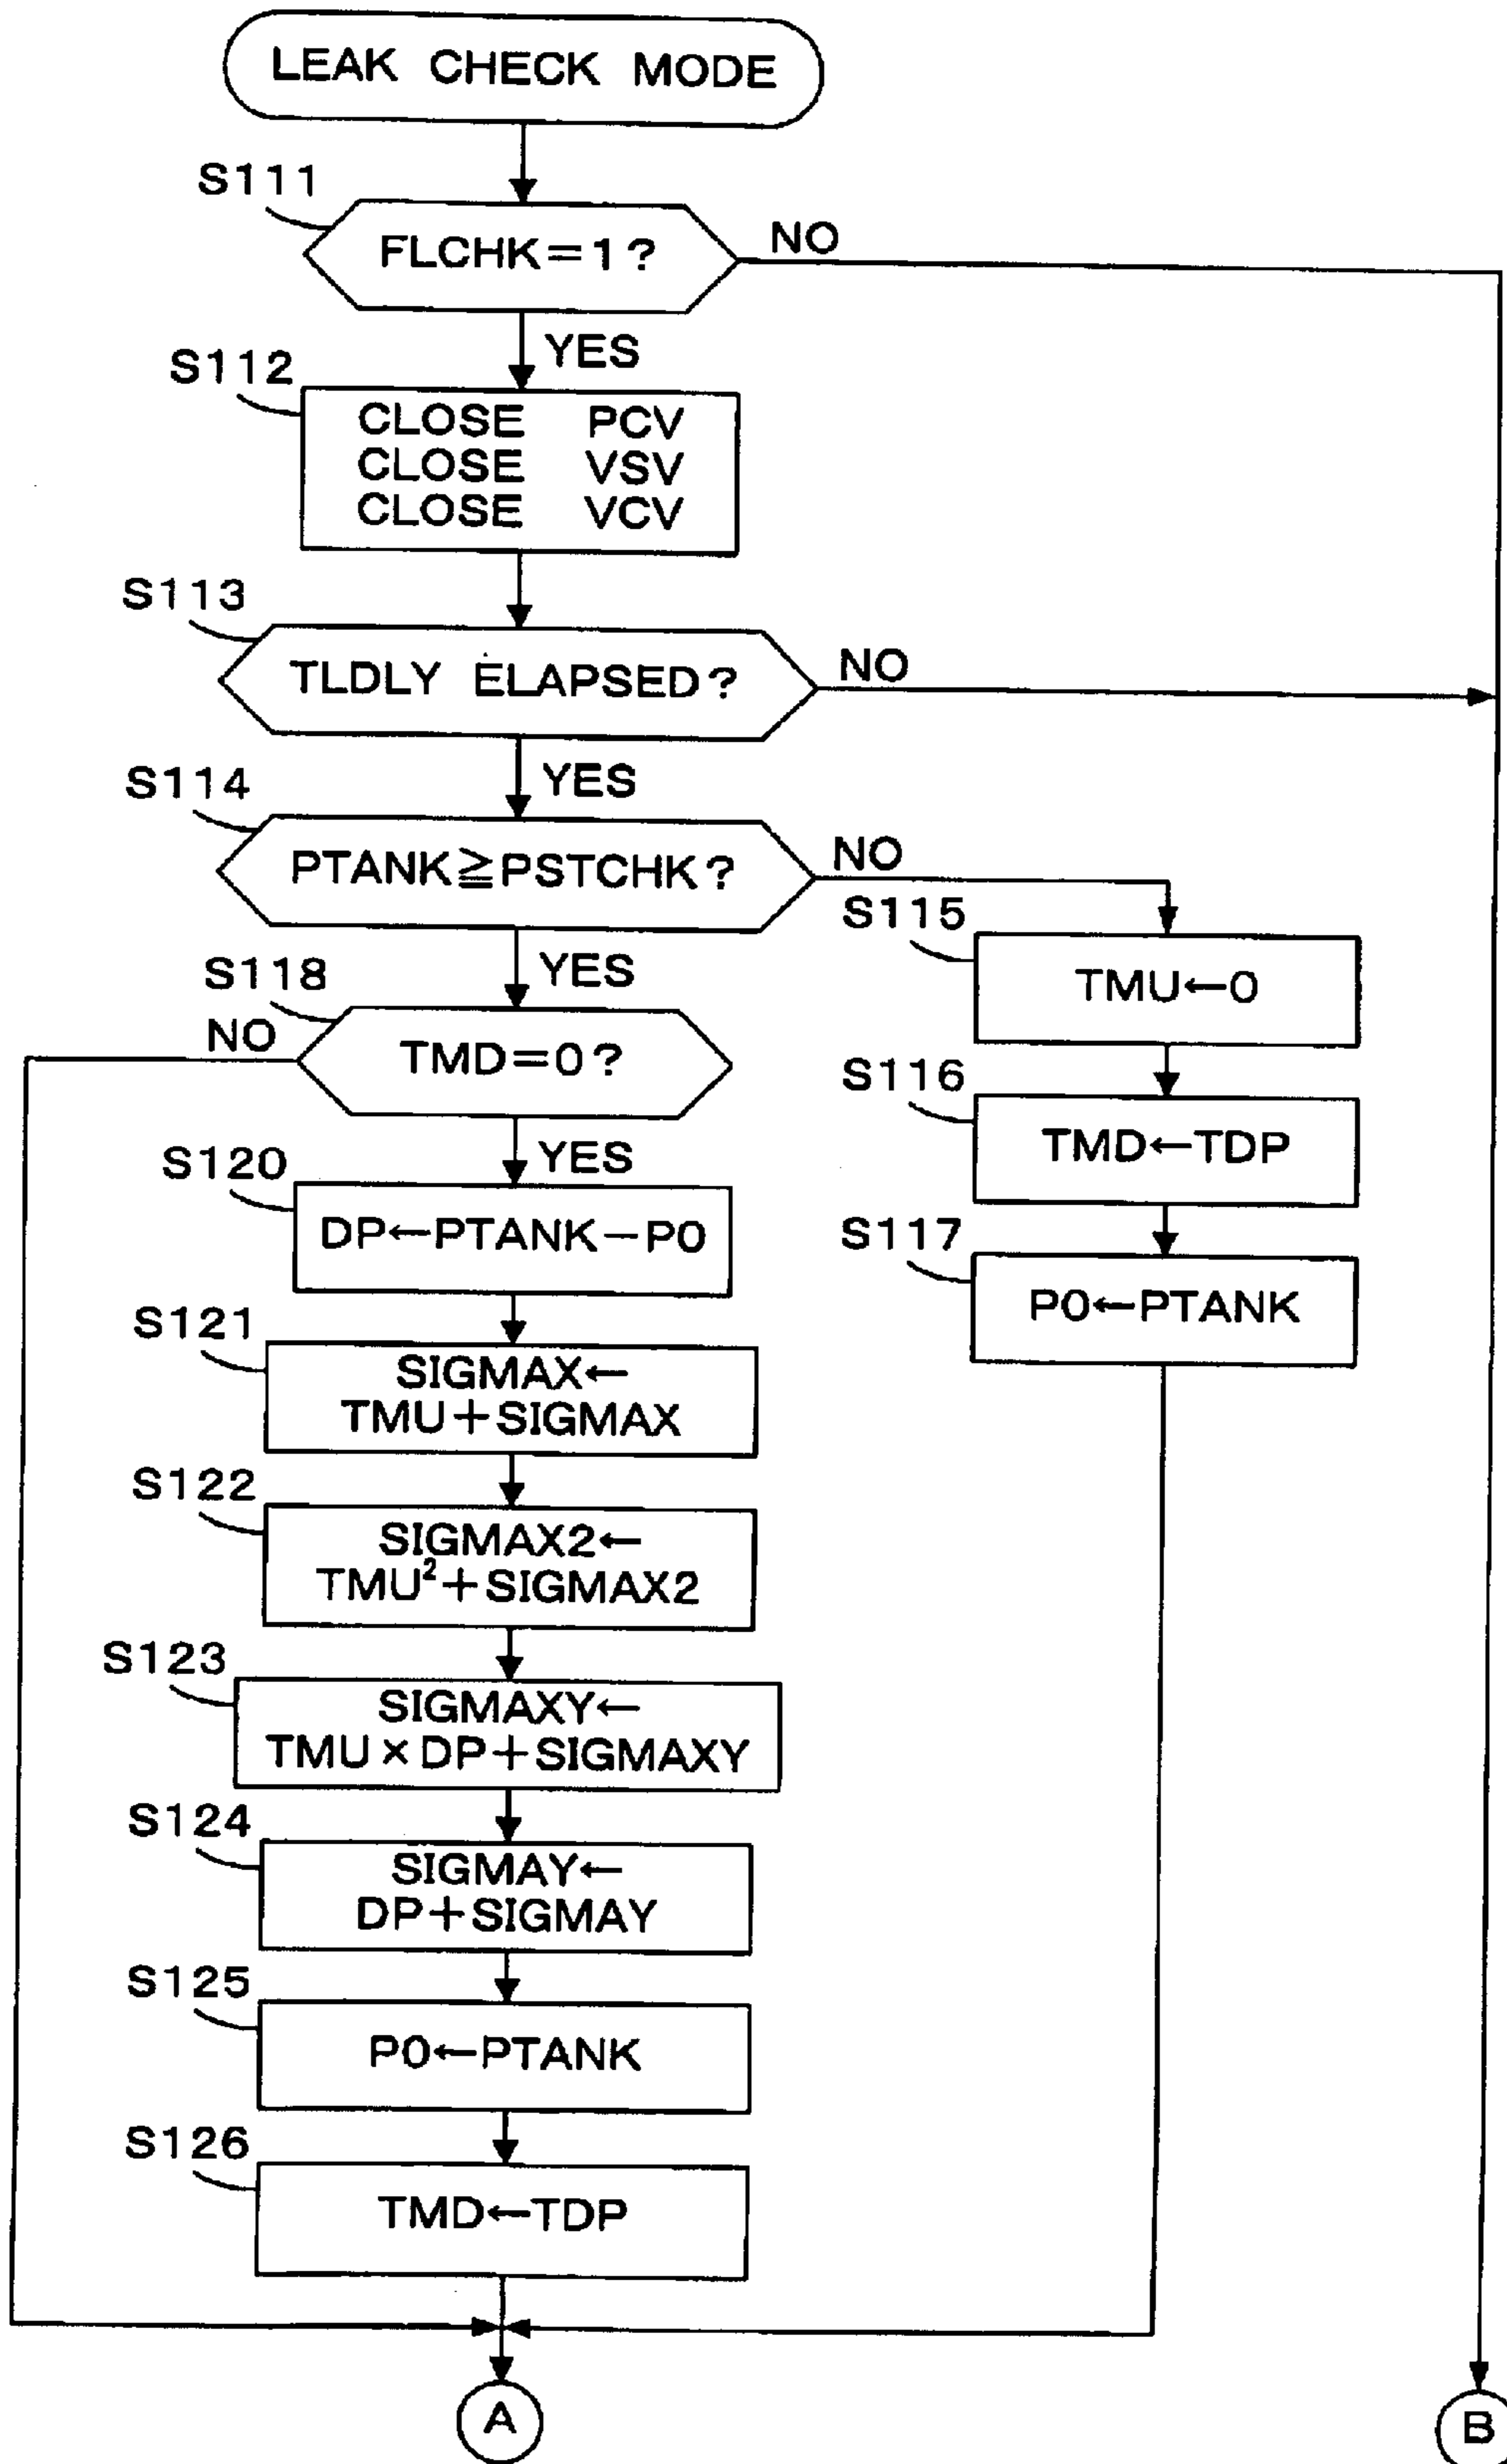 LEAK CHECK MODE
S111
FLCHK=1?
NO
YES
S112
CLOSE PCV
CLOSE VSV
CLOSE VCV
S113
TLDLY ELAPSED?
NO
YES
S114
PTANK≧PSTCHK?
NO
YES
S115
TMU←0
S116
TMD←TDP
S117
P0←PTANK
S118
NO
TMD=0?
YES
S120
DP←PTANK−P0
S121
SIGMAX←
TMU+SIGMAX
S122
SIGMAX2←
TMU²+SIGMAX2
S123
SIGMAXY←
TMU×DP+SIGMAXY
S124
SIGMAY←
DP+SIGMAY
S125
P0←PTANK
S126
TMD←TDP
A
B